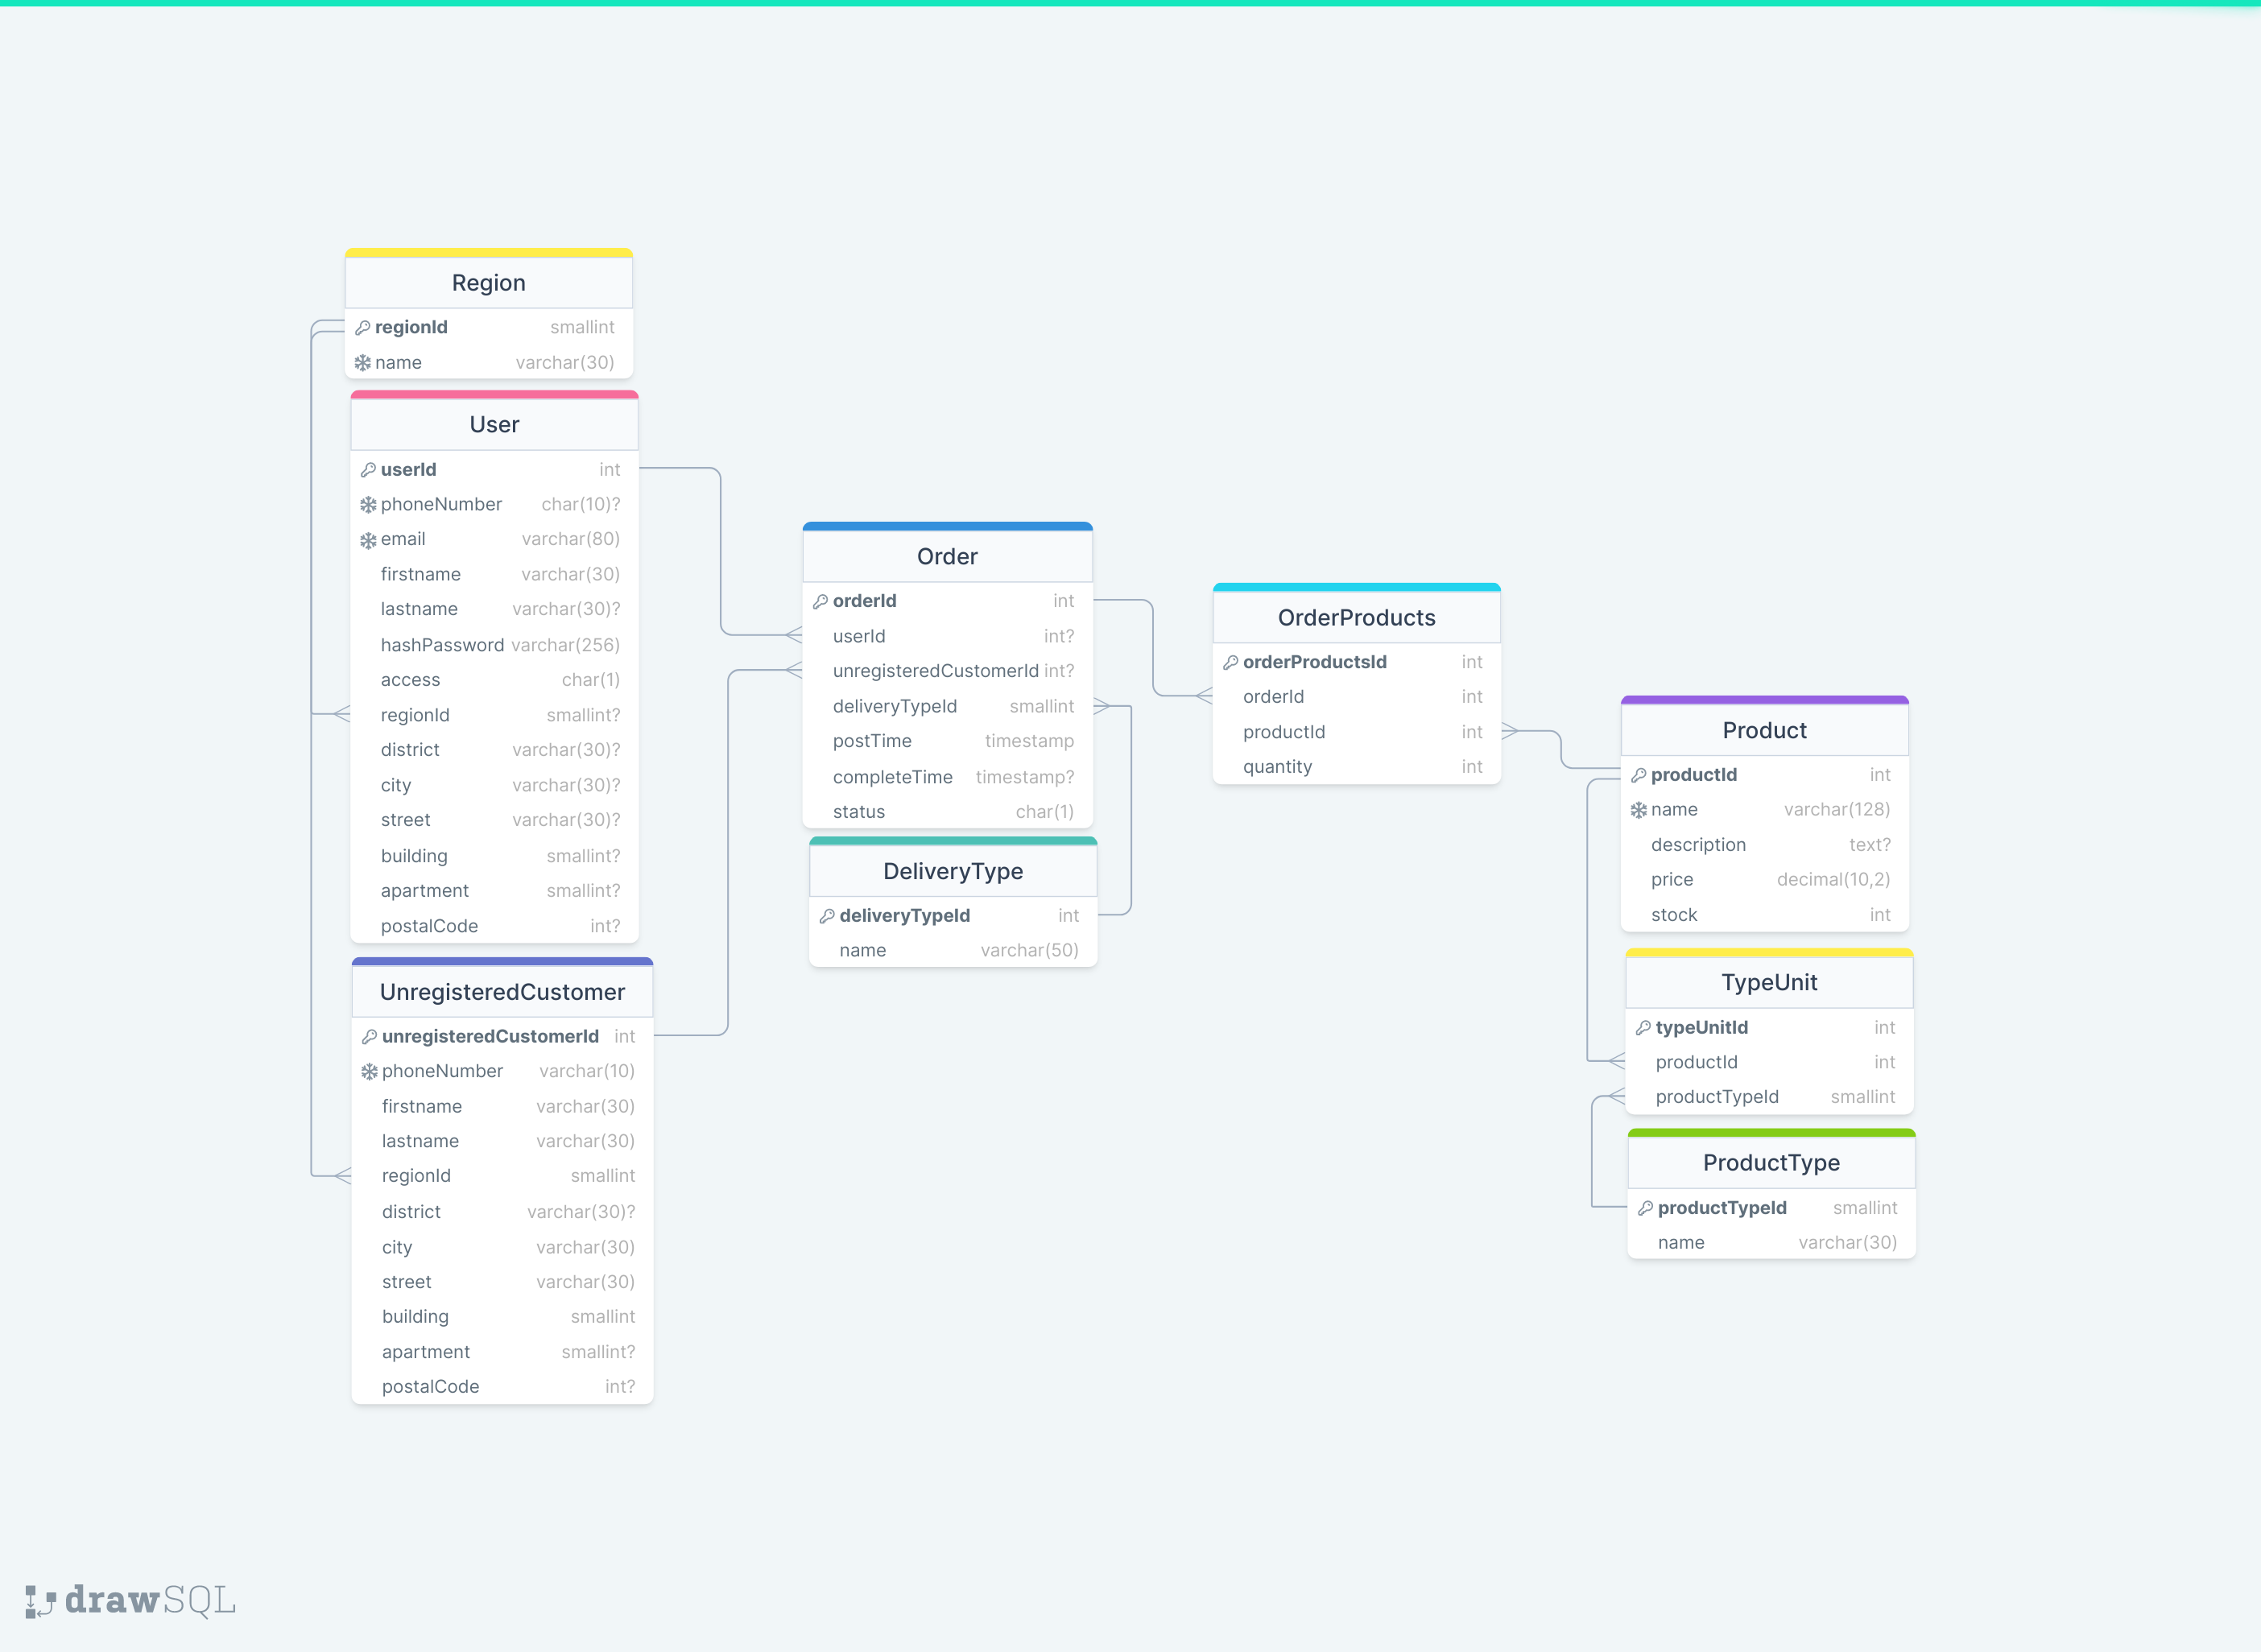 Region
regionId smallint
name varchar(30)
User
userId int
phoneNumber char(10)?
email varchar(80)
firstname varchar(30)
lastname varchar(30)?
hashPassword varchar(256)
access char(1)
regionId smallint?
district varchar(30)?
city varchar(30)?
street varchar(30)?
building smallint?
apartment smallint?
postalCode int?
UnregisteredCustomer
unregisteredCustomerId int
phoneNumber varchar(10)
firstname varchar(30)
lastname varchar(30)
regionId smallint
district varchar(30)?
city varchar(30)
street varchar(30)
building smallint
apartment smallint?
postalCode int?
Order
orderId int
userId int?
unregisteredCustomerId int?
deliveryTypeId smallint
postTime timestamp
completeTime timestamp?
status char(1)
DeliveryType
deliveryTypeId int
name varchar(50)
OrderProducts
orderProductsId int
orderId int
productId int
quantity int
Product
productId int
name varchar(128)
description text?
price decimal(10,2)
stock int
TypeUnit
typeUnitId int
productId int
productTypeId smallint
ProductType
productTypeId smallint
name varchar(30)
drawSQL